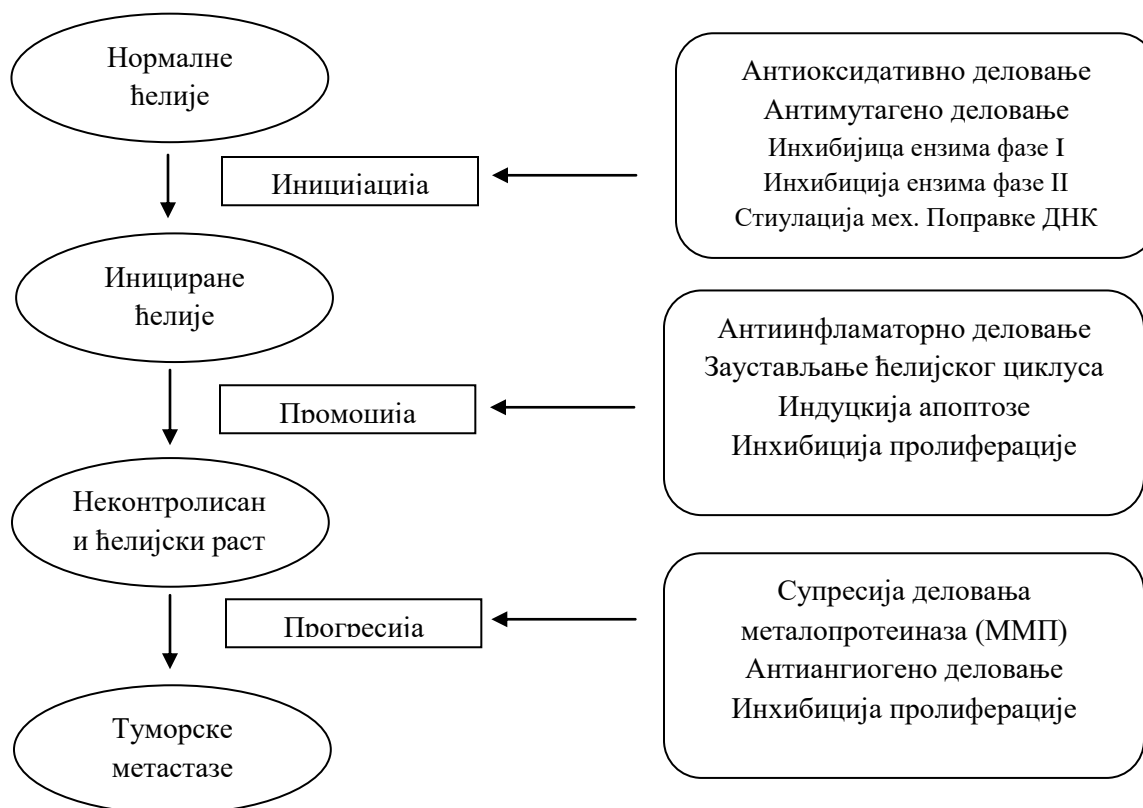 Нормалне
ћелије
Антиоксидативно деловање
Антимутагено деловање
Инхибијица ензима фазе I
Инхибиција ензима фазе II
Стиулација мех. Поправке ДНК
Иницијација
Инициране
ћелије
Антиинфламаторно деловање
Заустављање ћелијског циклуса
Индуцкија апоптозе
Инхибиција пролиферације
Промоција
Неконтролисан
и ћелијски раст
Супресија деловања
металопротеиназа (ММП)
Антиангиогено деловање
Инхибиција пролиферације
Прогресија
Туморске
метастазе